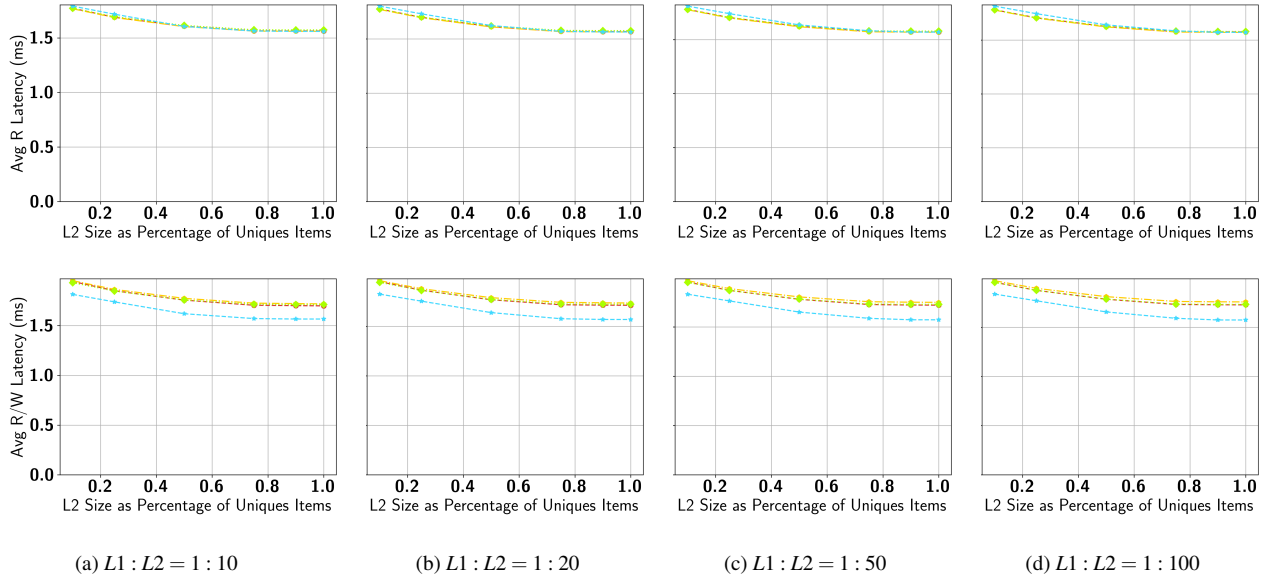 Avg R Latency (ms)
1.5
1.0
0.5
0.0
0.2 0.4 0.6 0.8 1.0
L2 Size as Percentage of Uniques Items
0.2 0.4 0.6 0.8 1.0
L2 Size as Percentage of Uniques Items
0.2 0.4 0.6 0.8 1.0
L2 Size as Percentage of Uniques Items
0.2 0.4 0.6 0.8 1.0
L2 Size as Percentage of Uniques Items
Avg R/W Latency (ms)
1.5
1.0
0.5
0.0
0.2 0.4 0.6 0.8 1.0
L2 Size as Percentage of Uniques Items
0.2 0.4 0.6 0.8 1.0
L2 Size as Percentage of Uniques Items
0.2 0.4 0.6 0.8 1.0
L2 Size as Percentage of Uniques Items
0.2 0.4 0.6 0.8 1.0
L2 Size as Percentage of Uniques Items
(a) L1 : L2 = 1 : 10
(b) L1 : L2 = 1 : 20
(c) L1 : L2 = 1 : 50
(d) L1 : L2 = 1 : 100